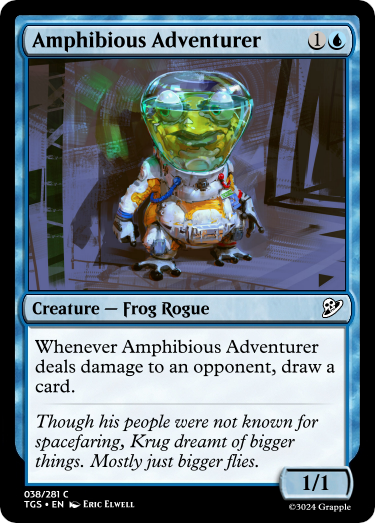 Amphibious Adventurer 1
Creature — Frog Rogue
Whenever Amphibious Adventurer
deals damage to an opponent, draw a
card.
Though his people were not known for
spacefaring, Krug dreamt of bigger
things. Mostly just bigger flies.
1/1
038/281 C
TGS • EN Eric Elwell
©3024 Grapple